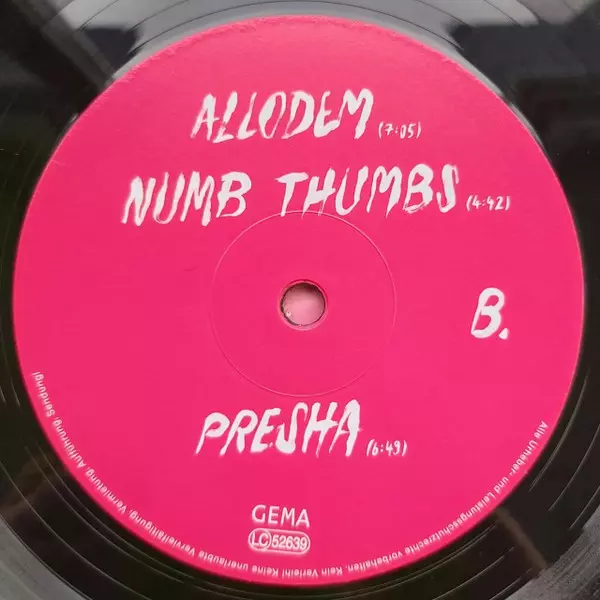 ALLODEM (7:05)
NUMB THUMBS (4:42)
B.
PRESHA (6:49)
GEMA
LC 52639
Alle Urheber- und Leistungsschutzrechte vorbehalten. Kein Verleih! Keine unerlaubte Vervielfältigung, Vermietung, Aufführung, Sendung!